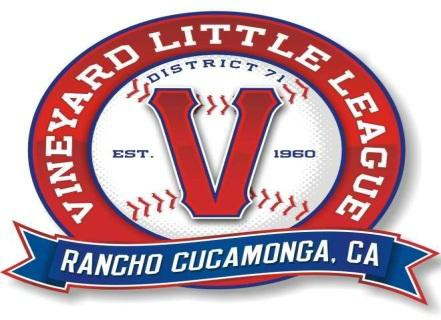 VINEYARD LITTLE LEAGUE
DISTRICT 71
EST. V 1960
RANCHO CUCAMONGA, CA